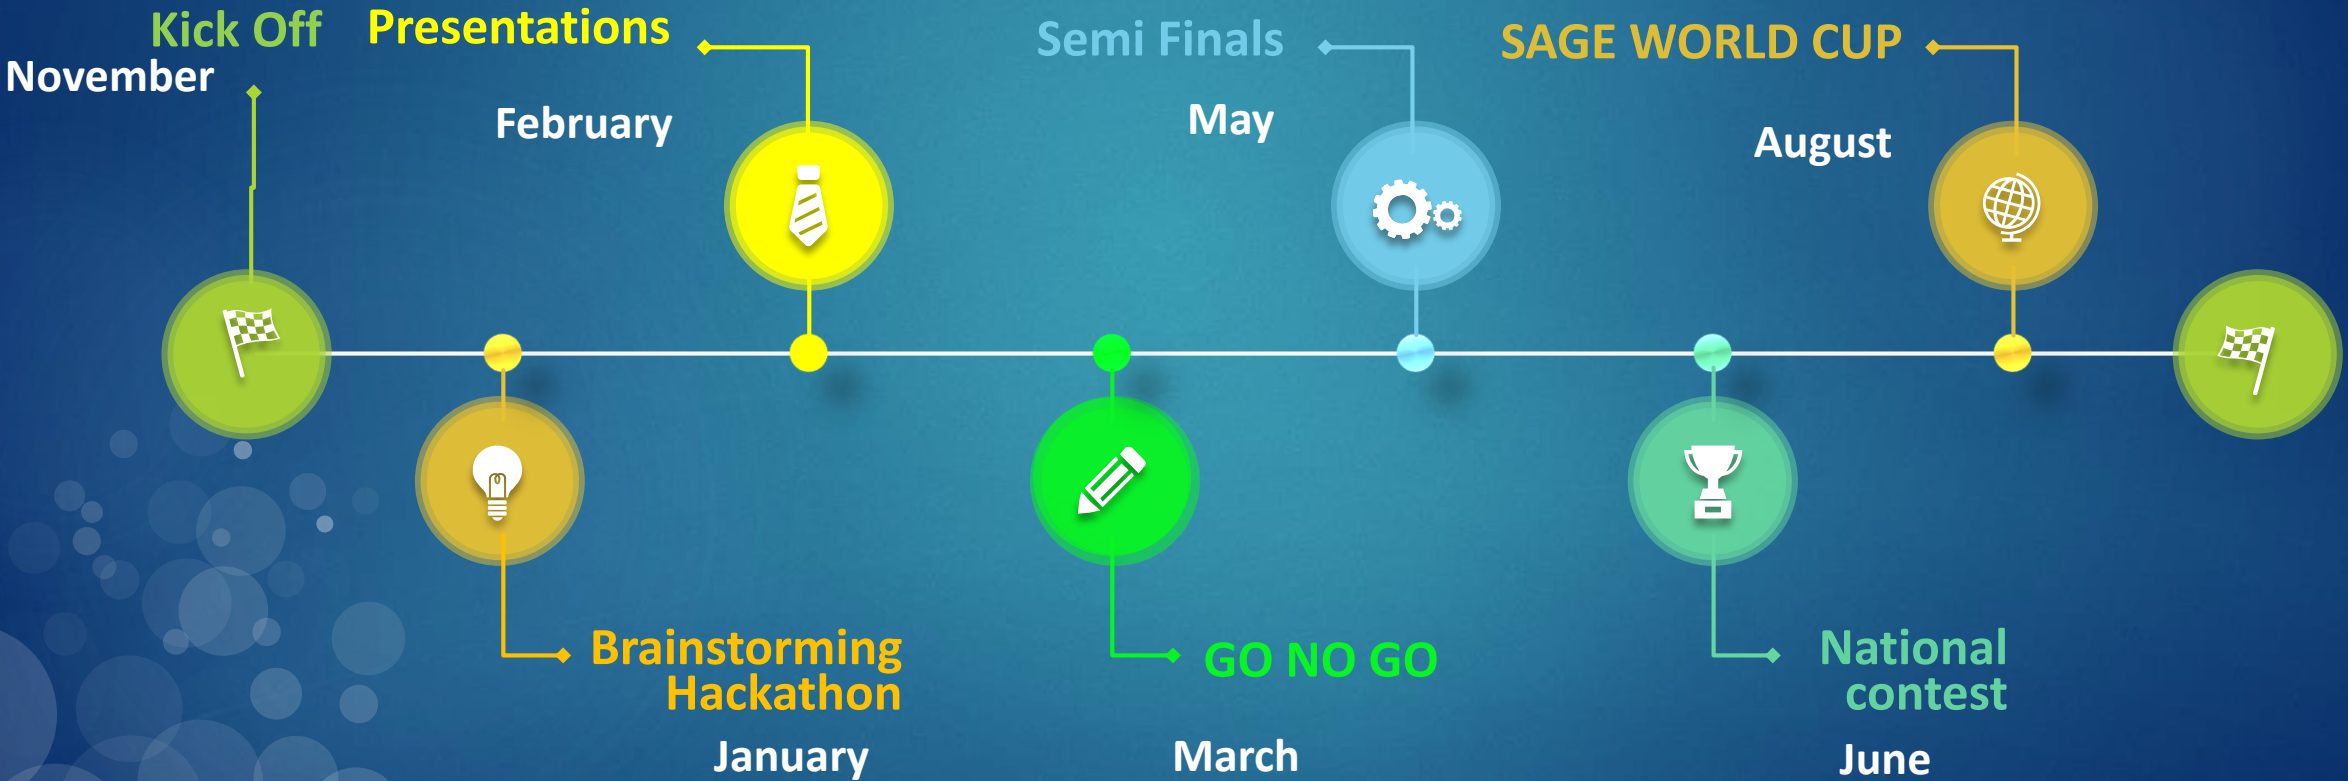 Kick Off
November
Presentations
February
Semi Finals
May
SAGE WORLD CUP
August
Brainstorming
Hackathon
January
GO NO GO
March
National
contest
June